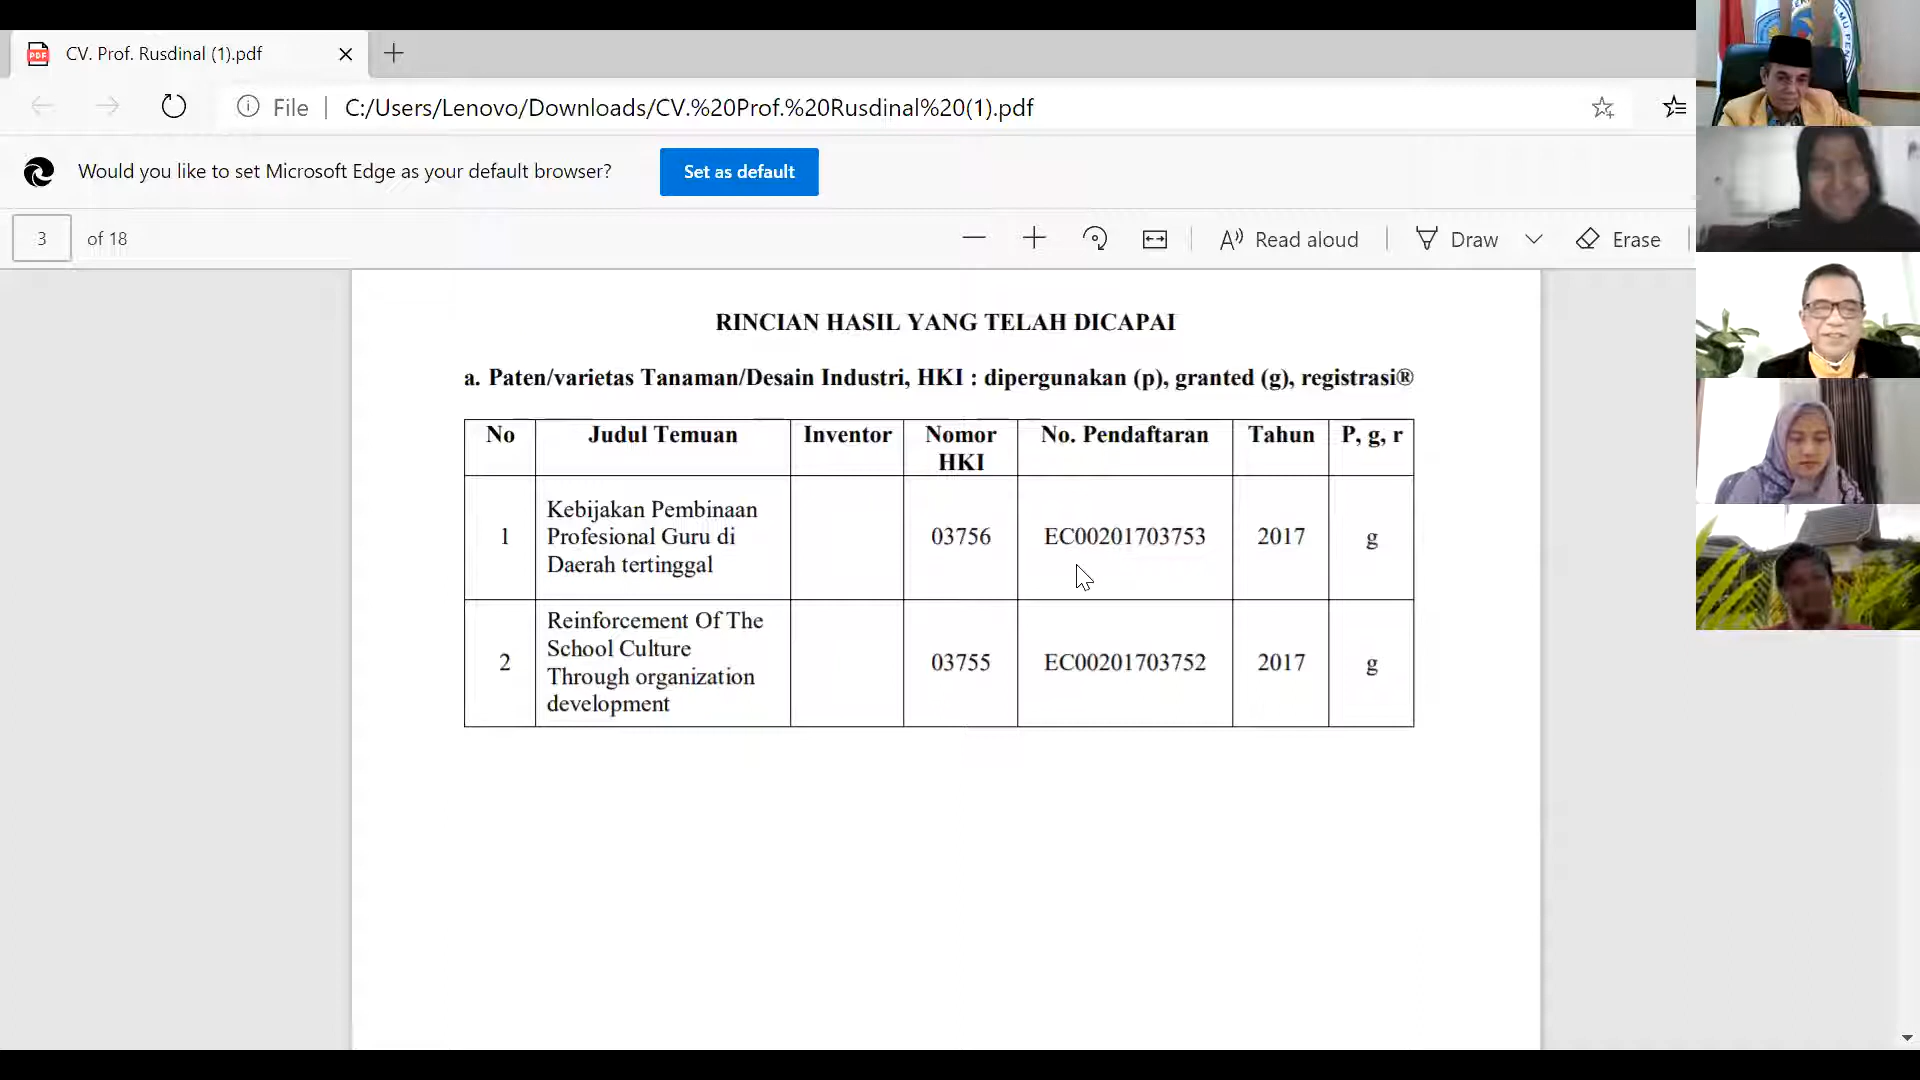 CV. Prof. Rusdinal (1).pdf
File | C:/Users/Lenovo/Downloads/CV.%20Prof.%20Rusdinal%20(1).pdf
Would you like to set Microsoft Edge as your default browser? Set as default
3 of 18 Read aloud Draw Erase
RINCIAN HASIL YANG TELAH DICAPAI
a. Paten/varietas Tanaman/Desain Industri, HKI : dipergunakan (p), granted (g), registrasi®
No Judul Temuan Inventor Nomor HKI No. Pendaftaran Tahun P, g, r
1 Kebijakan Pembinaan Profesional Guru di Daerah tertinggal 03756 EC00201703753 2017 g
2 Reinforcement Of The School Culture Through organization development 03755 EC00201703752 2017 g